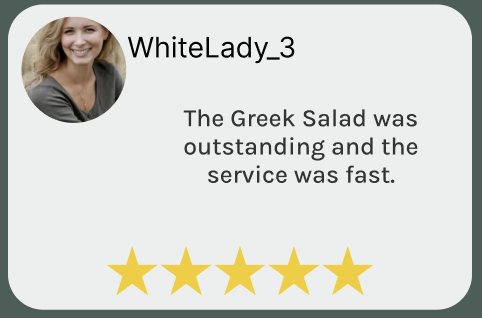 WhiteLady_3
The Greek Salad was
outstanding and the
service was fast.